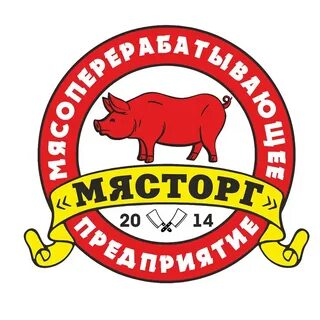 МЯСОПЕРЕРАБАТЫВАЮЩЕЕ
«МЯСТОРГ»
20 14
ПРЕДПРИЯТИЕ